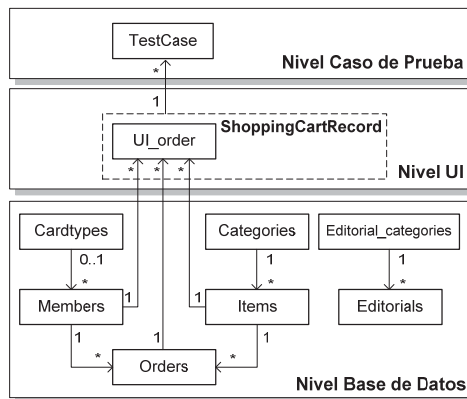 TestCase
Nivel Caso de Prueba
*
1
ShoppingCartRecord
UI_order
* * *
Nivel UI
Cardtypes Categories Editorial_categories
0..1 1 1
* * *
Members 1 1 Items Editorials
1 1 1
* Orders *
Nivel Base de Datos